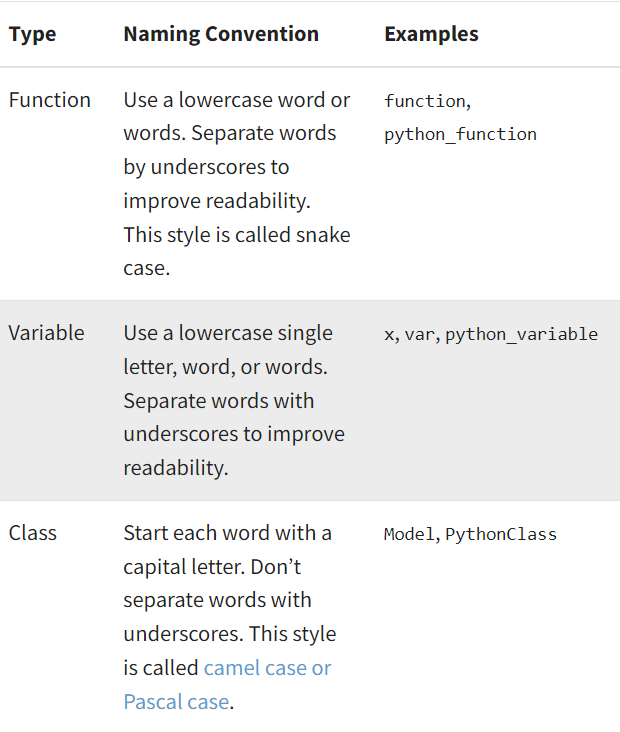 Type Naming Convention Examples
Function Use a lowercase word or function,
words. Separate words python_function
by underscores to
improve readability.
This style is called snake
case.
Variable Use a lowercase single x, var, python_variable
letter, word, or words.
Separate words with
underscores to improve
readability.
Class Start each word with a Model, PythonClass
capital letter. Don’t
separate words with
underscores. This style
is called camel case or
Pascal case.